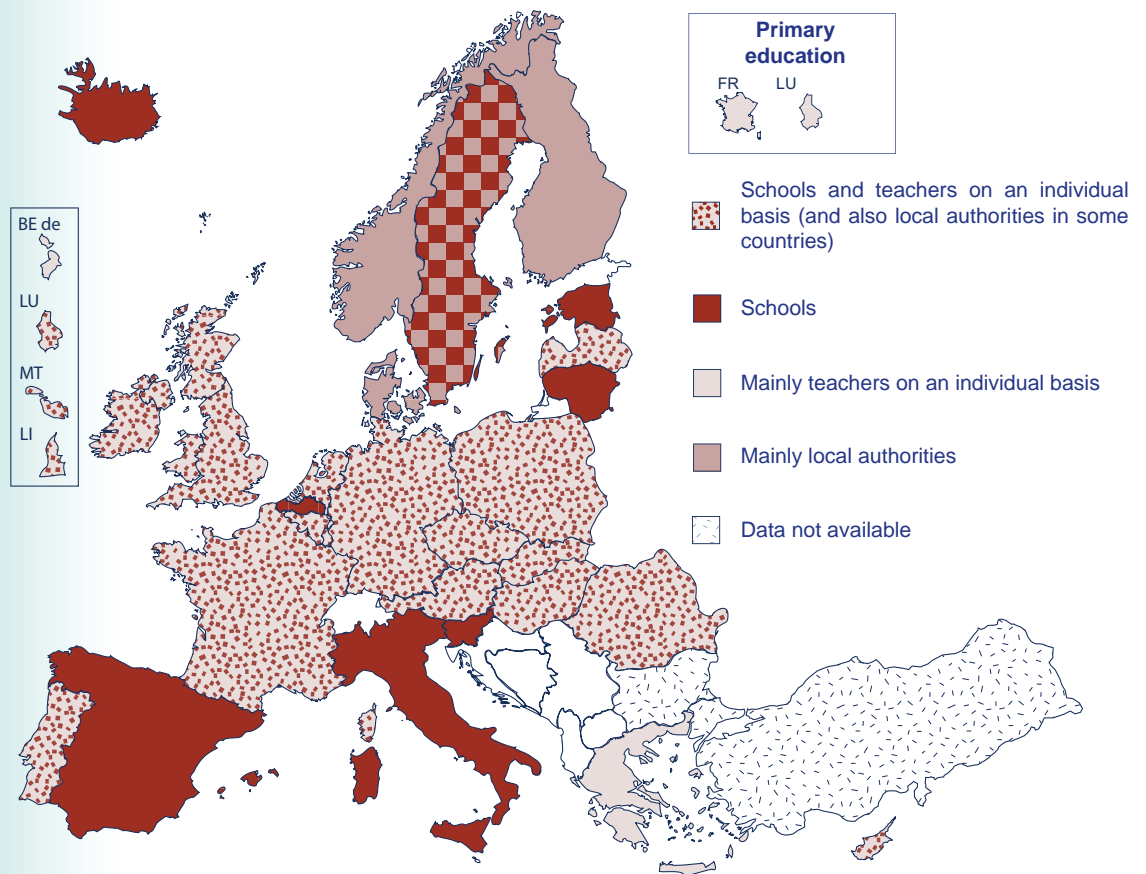 Primary
education
FR LU
BE de
LU
MT
LI
Schools and teachers on an individual
basis (and also local authorities in some
countries)
Schools
Mainly teachers on an individual basis
Mainly local authorities
Data not available